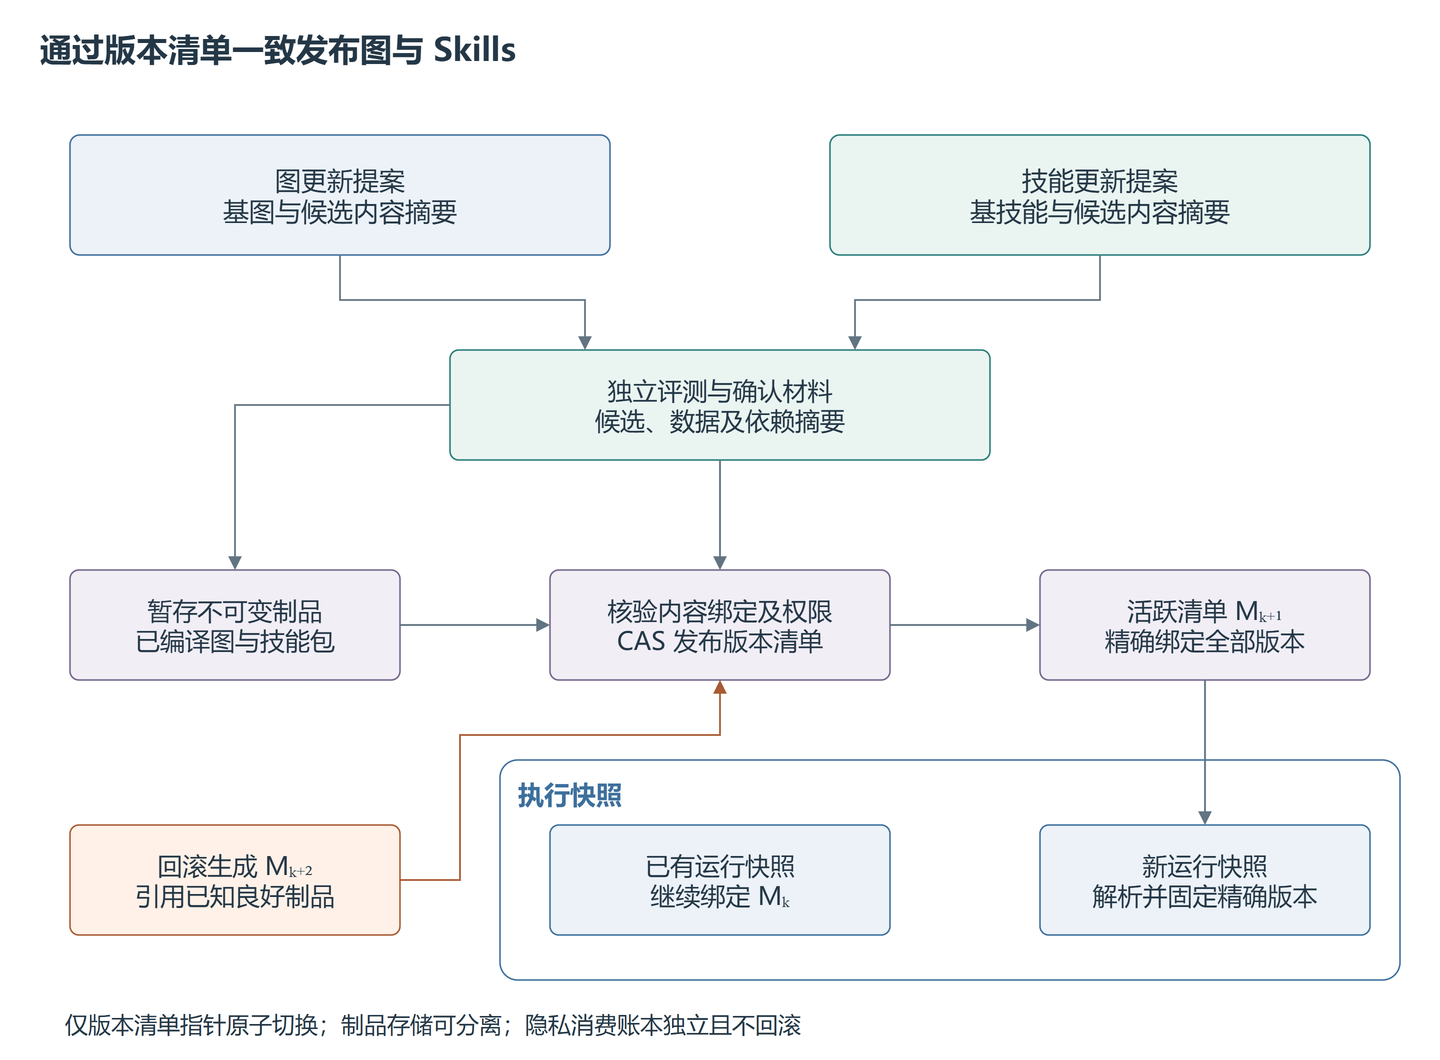 通过版本清单一致发布图与 Skills
图更新提案
基图与候选内容摘要
技能更新提案
基技能与候选内容摘要
独立评测与确认材料
候选、数据及依赖摘要
暂存不可变制品
已编译图与技能包
核验内容绑定及权限
CAS 发布版本清单
活跃清单 Mₖ₊₁
精确绑定全部版本
执行快照
回滚生成 Mₖ₊₂
引用已知良好制品
已有运行快照
继续绑定 Mₖ
新运行快照
解析并固定精确版本
仅版本清单指针原子切换；制品存储可分离；隐私消费账本独立且不回滚